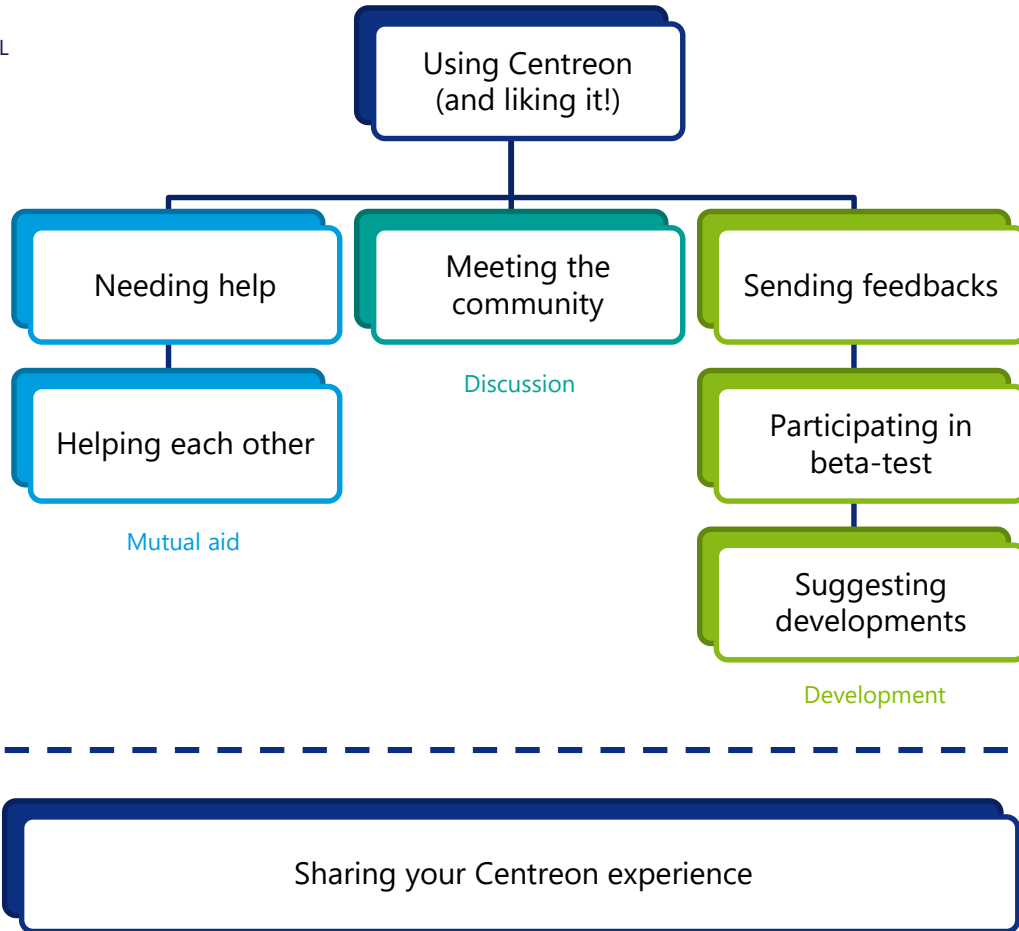 L
Using Centreon
(and liking it!)
Needing help
Meeting the
community
Sending feedbacks
Helping each other
Discussion
Participating in
beta-test
Mutual aid
Suggesting
developments
Development
Sharing your Centreon experience